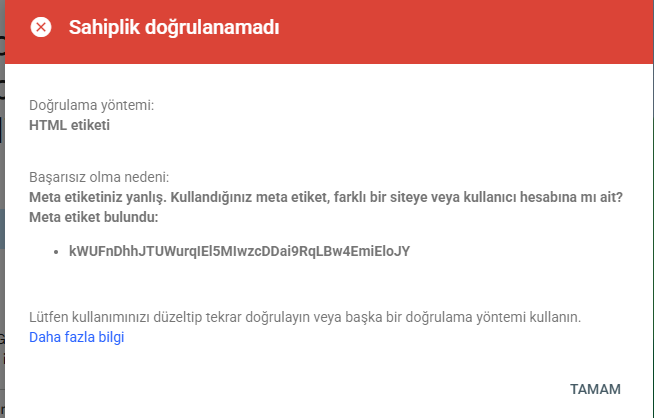 Sahiplik doğrulanamadı
Doğrulama yöntemi:
HTML etiketi
Başarısız olma nedeni:
Meta etiketiniz yanlış. Kullandığınız meta etiket, farklı bir siteye veya kullanıcı hesabına mı ait?
Meta etiket bulundu:
• kWUFnDhhJTUWurqIEl5MIwzcDDai9RqLBw4EmiEloJY
Lütfen kullanımınızı düzeltip tekrar doğrulayın veya başka bir doğrulama yöntemi kullanın.
Daha fazla bilgi
TAMAM